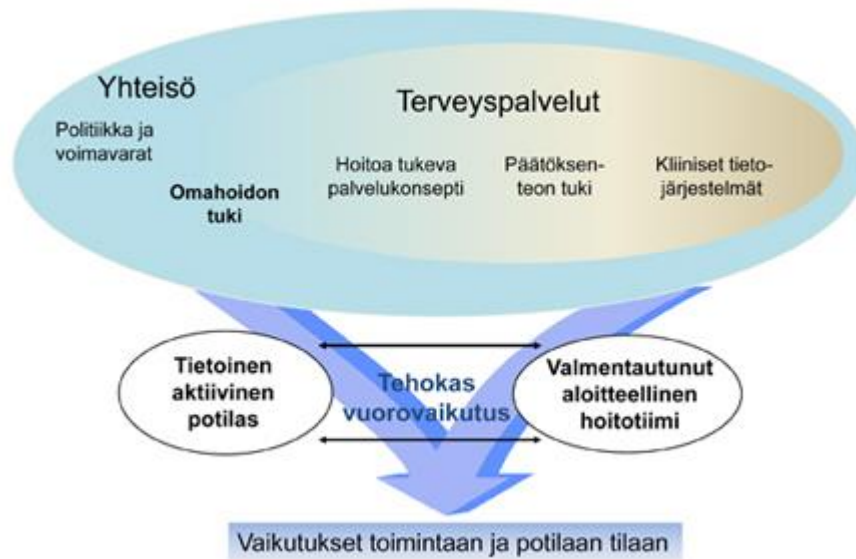 Yhteisö
Politiikka ja
voimavarat
Terveyspalvelut
Omahoidon
tuki
Hoitoa tukeva
palvelukonsepti
Päätöksen-
teon tuki
Kliiniset tieto-
järjestelmät
Tietoinen
aktiivinen
potilas
Tehokas
vuorovaikutus
Valmentautunut
aloitteellinen
hoitotiimi
Vaikutukset toimintaan ja potilaan tilaan